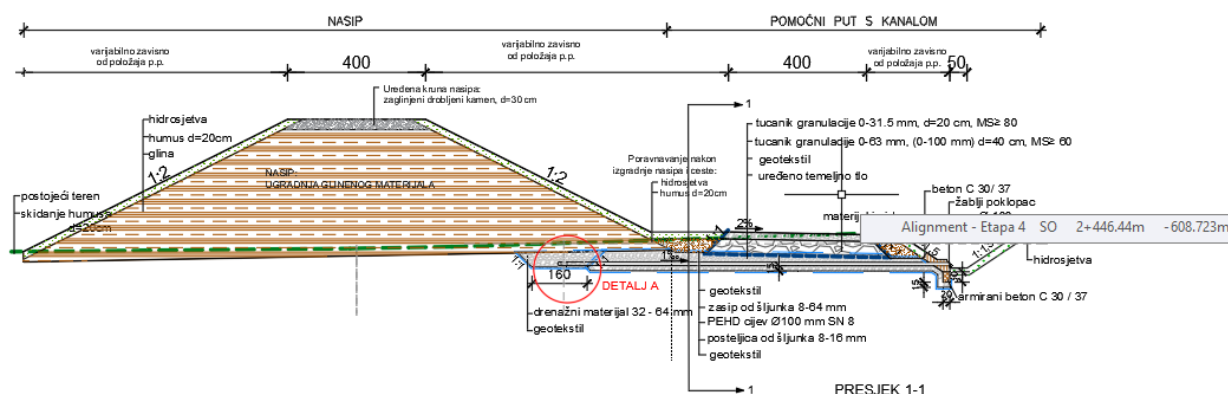 NASIP
POMOĆNI PUT S KANALOM
varijabilno zavisno
od položaja p.p.
400
varijabilno zavisno
od položaja p.p.
400
varijabilno zavisno
od položaja p.p.
50
Uređena kruna nasipa:
zaglinjeni drobljeni kamen, d=30 cm
1
hidrosjetva
humus d=20cm
glina
1:2
NASIP:
UGRADNJA GLINENOG MATERIJALA
1:2
Poravnavanje nakon
izgradnje nasipa i ceste:
hidrosjetva
humus d=20cm
tucanik granulacije 0-31.5 mm, d=20 cm, MS≥ 80
tucanik granulacije 0-63 mm, (0-100 mm) d=40 cm, MS≥ 60
geotekstil
uređeno temeljno tlo
postojeći teren
skidanje humusa
d=20cm
beton C 30/ 37
žablji poklopac
2%
Alignment - Etapa 4 SO 2+446.44m -608.723m
hidrosjetva
1:1
160
DETALJ A
15
20
armirani beton C 30 / 37
drenažni materijal 32 - 64 mm
geotekstil
geotekstil
zasip od šljunka 8-64 mm
PEHD cijev Ø100 mm SN 8
posteljica od šljunka 8-16 mm
geotekstil
1
PRESJEK 1-1